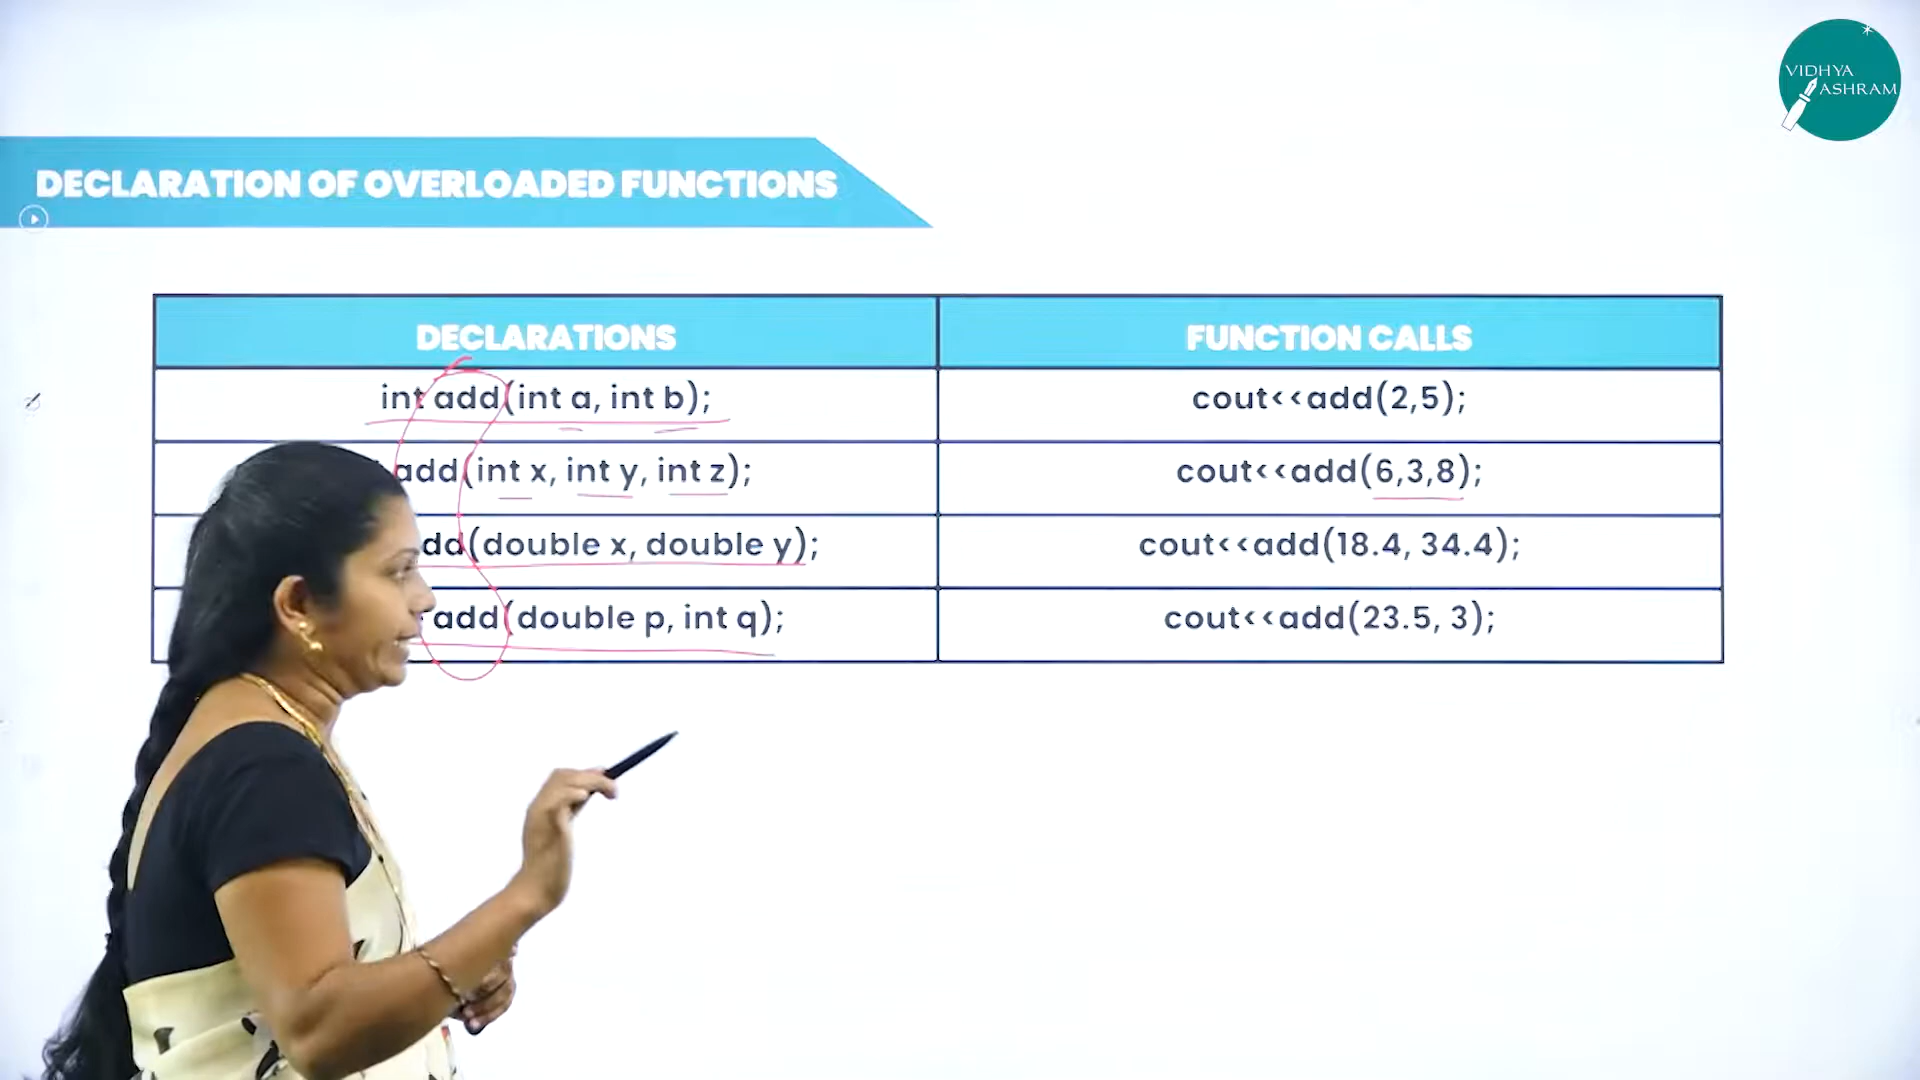 VIDHYA
ASHRAM
DECLARATION OF OVERLOADED FUNCTIONS
DECLARATIONS FUNCTION CALLS
int add(int a, int b); cout<<add(2,5);
add(int x, int y, int z); cout<<add(6,3,8);
(double x, double y); cout<<add(18.4, 34.4);
add(double p, int q); cout<<add(23.5, 3);